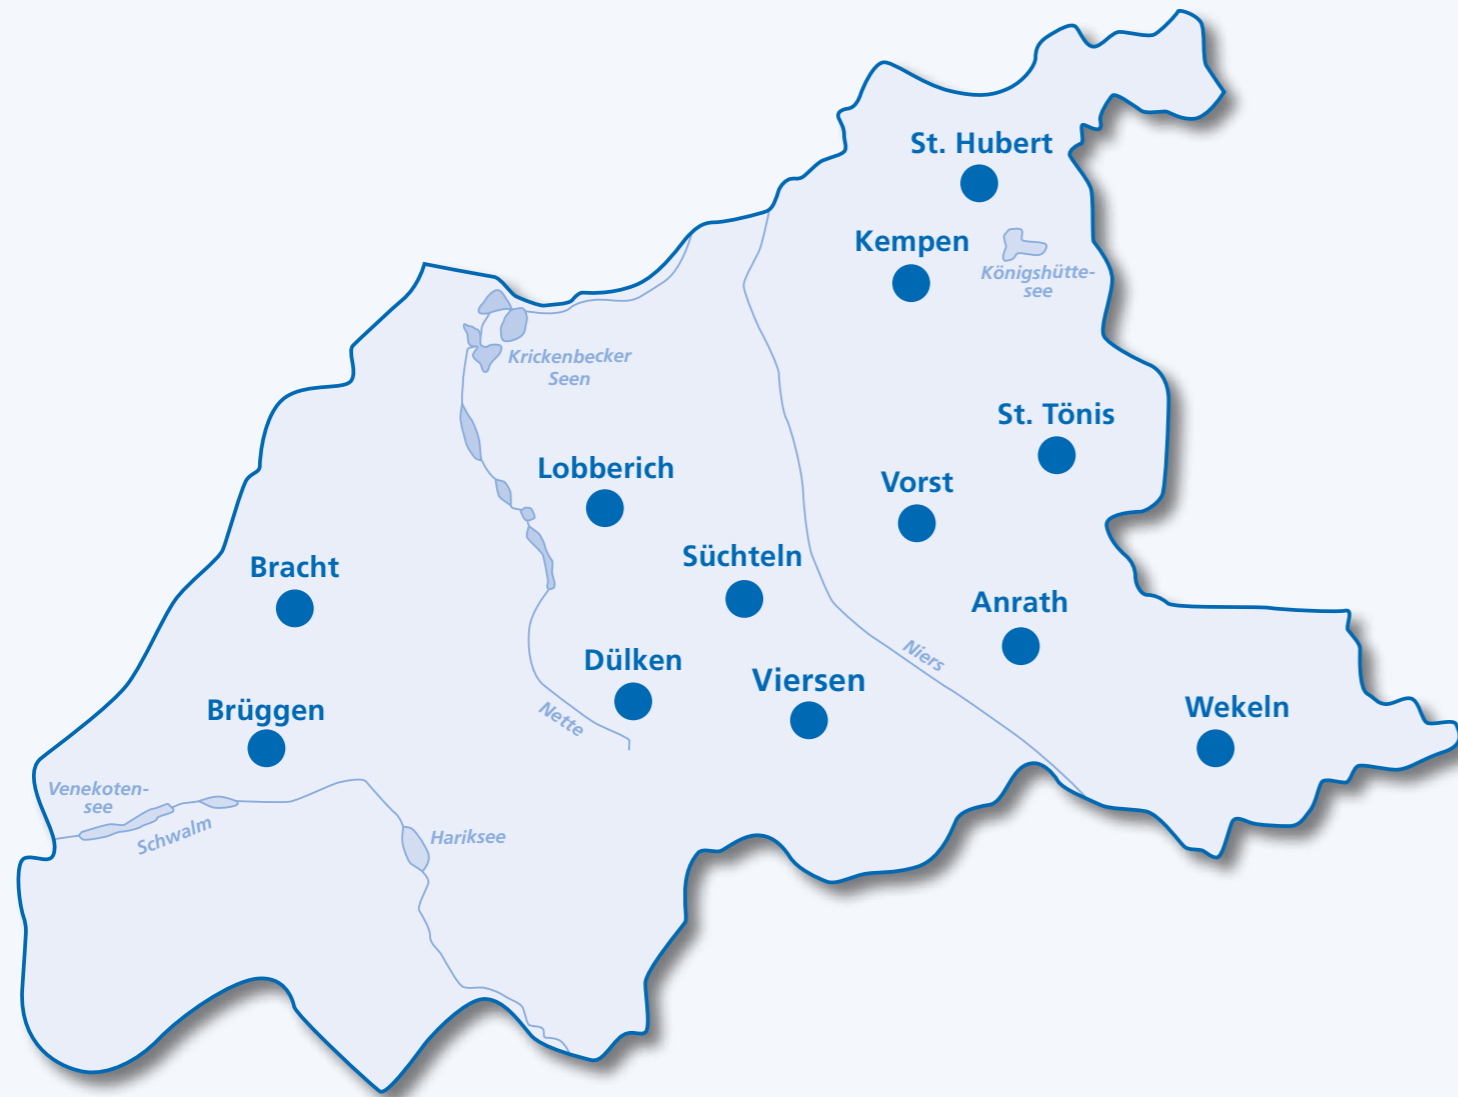 St. Hubert
Kempen
Königshütte-
see
Krickenbecker
Seen
St. Tönis
Lobberich
Vorst
Süchteln
Bracht
Anrath
Niers
Dülken
Viersen
Brüggen
Nette
Wekeln
Venekoten-
see
Schwalm
Hariksee